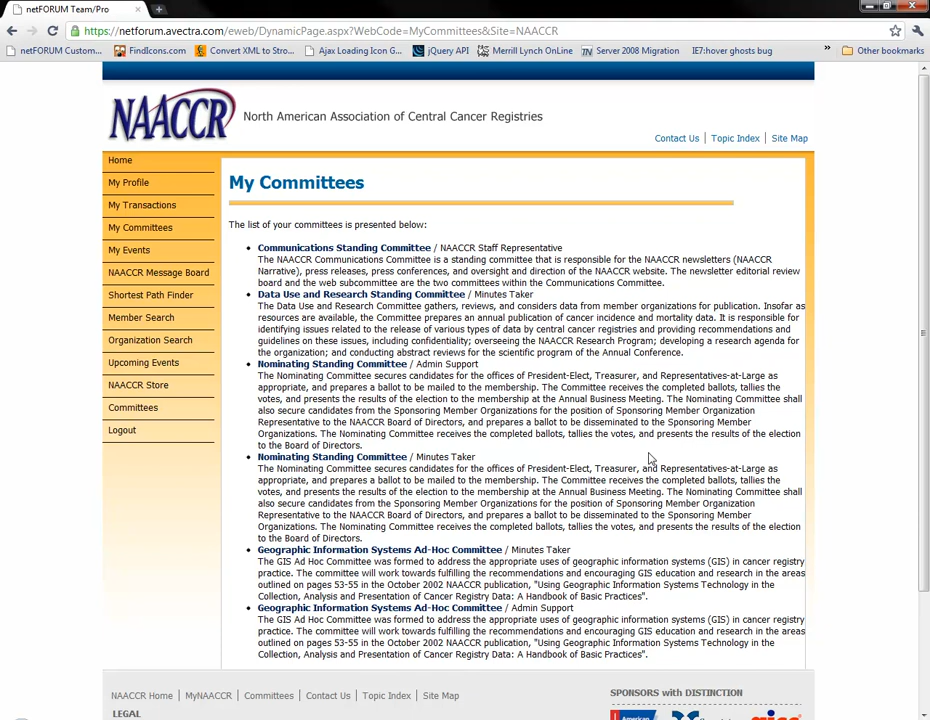 netFORUM Team/Pro
https://netforum.avectra.com/eweb/DynamicPage.aspx?WebCode=MyCommittees&Site=NAACCR
netFORUM Custom... FindIcons.com Convert XML to Stro... Ajax Loading Icon G... jQuery API Merrill Lynch OnLine Server 2008 Migration IE7:hover ghosts bug » Other bookmarks
NAACCR North American Association of Central Cancer Registries
Contact Us | Topic Index | Site Map
Home
My Profile
My Transactions
My Committees
My Events
NAACCR Message Board
Shortest Path Finder
Member Search
Organization Search
Upcoming Events
NAACCR Store
Committees
Logout
My Committees
The list of your committees is presented below:
• Communications Standing Committee / NAACCR Staff Representative
The NAACCR Communications Committee is a standing committee that is responsible for the NAACCR newsletters (NAACCR
Narrative), press releases, press conferences, and oversight and direction of the NAACCR website. The newsletter editorial review
board and the web subcommittee are the two committees within the Communications Committee.
• Data Use and Research Standing Committee / Minutes Taker
The Data Use and Research Committee gathers, reviews, and considers data from member organizations for publication. Insofar as
resources are available, the Committee prepares an annual publication of cancer incidence and mortality data. It is responsible for
identifying issues related to the release of various types of data by central cancer registries and providing recommendations and
guidelines on these issues, including confidentiality; overseeing the NAACCR Research Program; developing a research agenda for
the organization; and conducting abstract reviews for the scientific program of the Annual Conference.
• Nominating Standing Committee / Admin Support
The Nominating Committee secures candidates for the offices of President-Elect, Treasurer, and Representatives-at-Large as
appropriate, and prepares a ballot to be mailed to the membership. The Committee receives the completed ballots, tallies the
votes, and presents the results of the election to the membership at the Annual Business Meeting. The Nominating Committee shall
also secure candidates from the Sponsoring Member Organizations for the position of Sponsoring Member Organization
Representative to the NAACCR Board of Directors, and prepares a ballot to be disseminated to the Sponsoring Member
Organizations. The Nominating Committee receives the completed ballots, tallies the votes, and presents the results of the election
to the Board of Directors.
• Nominating Standing Committee / Minutes Taker
The Nominating Committee secures candidates for the offices of President-Elect, Treasurer, and Representatives-at-Large as
appropriate, and prepares a ballot to be mailed to the membership. The Committee receives the completed ballots, tallies the
votes, and presents the results of the election to the membership at the Annual Business Meeting. The Nominating Committee shall
also secure candidates from the Sponsoring Member Organizations for the position of Sponsoring Member Organization
Representative to the NAACCR Board of Directors, and prepares a ballot to be disseminated to the Sponsoring Member
Organizations. The Nominating Committee receives the completed ballots, tallies the votes, and presents the results of the election
to the Board of Directors.
• Geographic Information Systems Ad-Hoc Committee / Minutes Taker
The GIS Ad Hoc Committee was formed to address the appropriate uses of geographic information systems (GIS) in cancer registry
practice. The committee will work towards fulfilling the recommendations and encouraging GIS education and research in the areas
outlined on pages 53-55 in the October 2002 NAACCR publication, "Using Geographic Information Systems Technology in the
Collection, Analysis and Presentation of Cancer Registry Data: A Handbook of Basic Practices".
• Geographic Information Systems Ad-Hoc Committee / Admin Support
The GIS Ad Hoc Committee was formed to address the appropriate uses of geographic information systems (GIS) in cancer registry
practice. The committee will work towards fulfilling the recommendations and encouraging GIS education and research in the areas
outlined on pages 53-55 in the October 2002 NAACCR publication, "Using Geographic Information Systems Technology in the
Collection, Analysis and Presentation of Cancer Registry Data: A Handbook of Basic Practices".
NAACCR Home | MyNAACCR | Committees | Contact Us | Topic Index | Site Map
SPONSORS with DISTINCTION
LEGAL
American